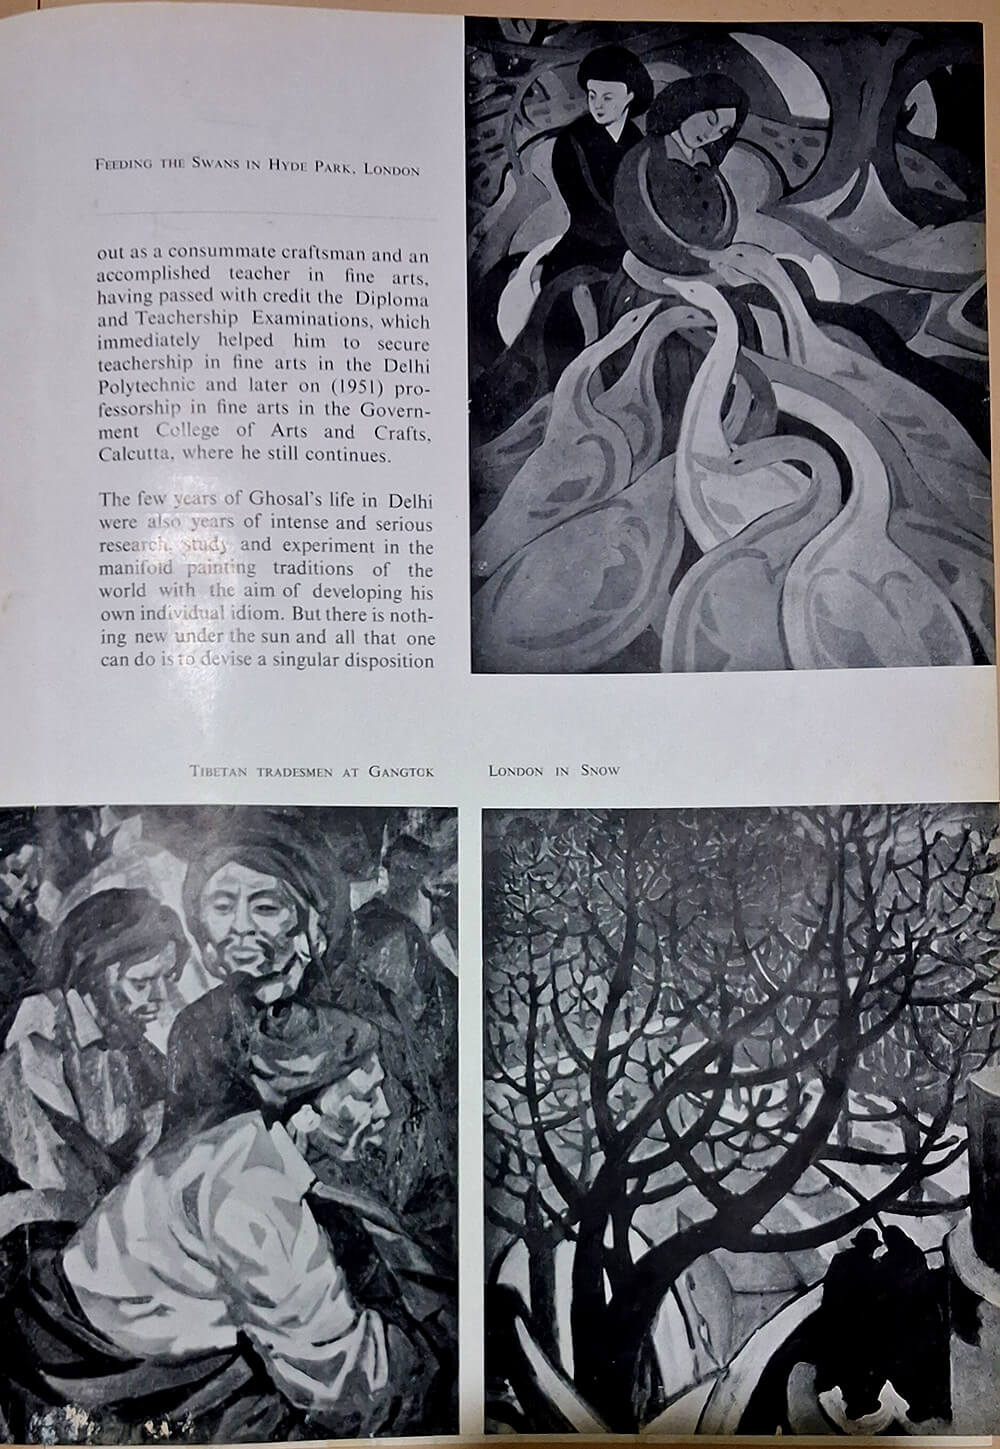 FEEDING THE SWANS IN HYDE PARK, LONDON
out as a consummate craftsman and an
accomplished teacher in fine arts,
having passed with credit the Diploma
and Teachership Examinations, which
immediately helped him to secure
teachership in fine arts in the Delhi
Polytechnic and later on (1951) pro-
fessorship in fine arts in the Govern-
ment College of Arts and Crafts,
Calcutta, where he still continues.
The few years of Ghosal's life in Delhi
were also years of intense and serious
research, study and experiment in the
manifold painting traditions of the
world with the aim of developing his
own individual idiom. But there is noth-
ing new under the sun and all that one
can do is to devise a singular disposition
TIBETAN TRADESMEN AT GANGTOK
LONDON IN SNOW